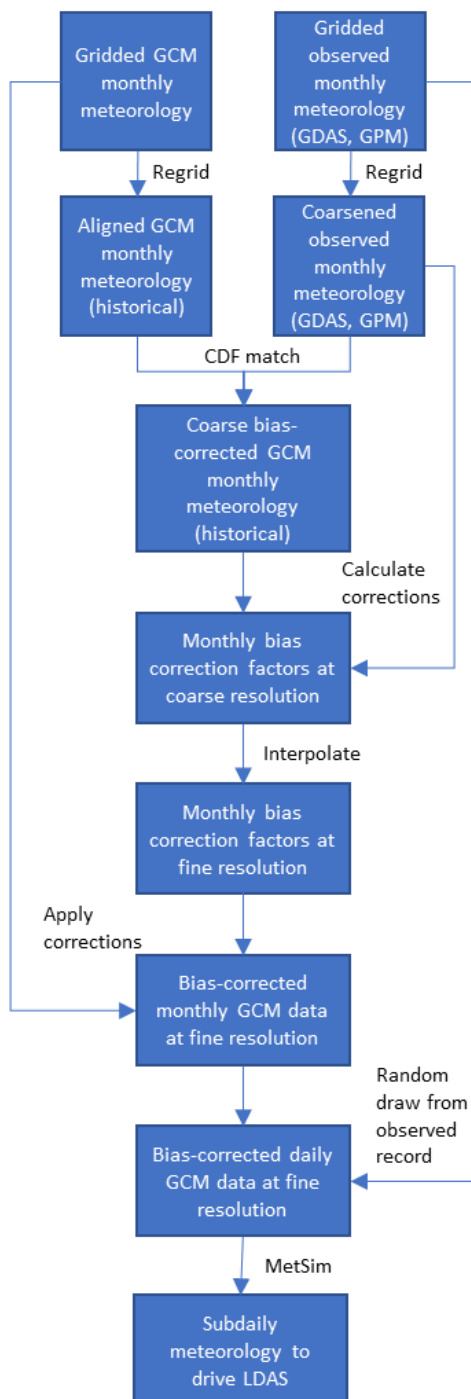 Gridded GCM
monthly
meteorology
Gridded
observed
monthly
meteorology
(GDAS, GPM)
Regrid
Regrid
Aligned GCM
monthly
meteorology
(historical)
Coarsened
observed
monthly
meteorology
(GDAS, GPM)
CDF match
Coarse bias-
corrected GCM
monthly
meteorology
(historical)
Calculate
corrections
Monthly bias
correction factors at
coarse resolution
Interpolate
Monthly bias
correction factors at
fine resolution
Apply
corrections
Bias-corrected
monthly GCM data
at fine resolution
Random
draw from
observed
record
Bias-corrected daily
GCM data at fine
resolution
MetSim
Subdaily
meteorology to
drive LDAS